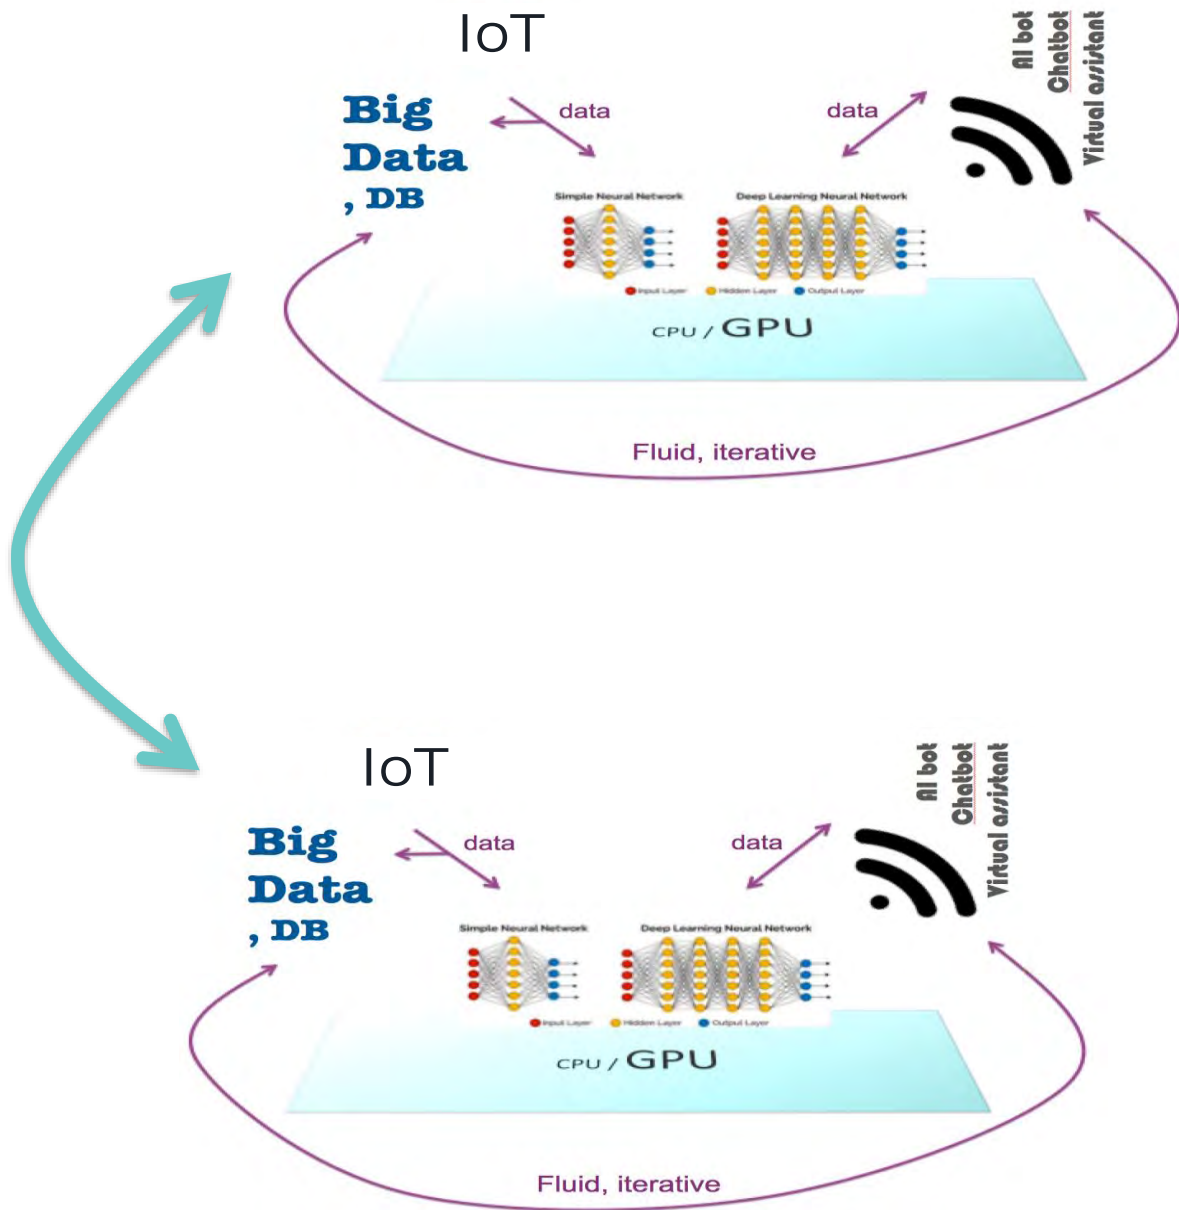 IoT
AI bot
Chatbot
Virtual assistant
Big
Data
, DB
data
data
Simple Neural Network
Deep Learning Neural Network
Input Layer
Hidden Layer
Output Layer
CPU / GPU
Fluid, iterative
IoT
AI bot
Chatbot
Virtual assistant
Big
Data
, DB
data
data
Simple Neural Network
Deep Learning Neural Network
Input Layer
Hidden Layer
Output Layer
CPU / GPU
Fluid, iterative